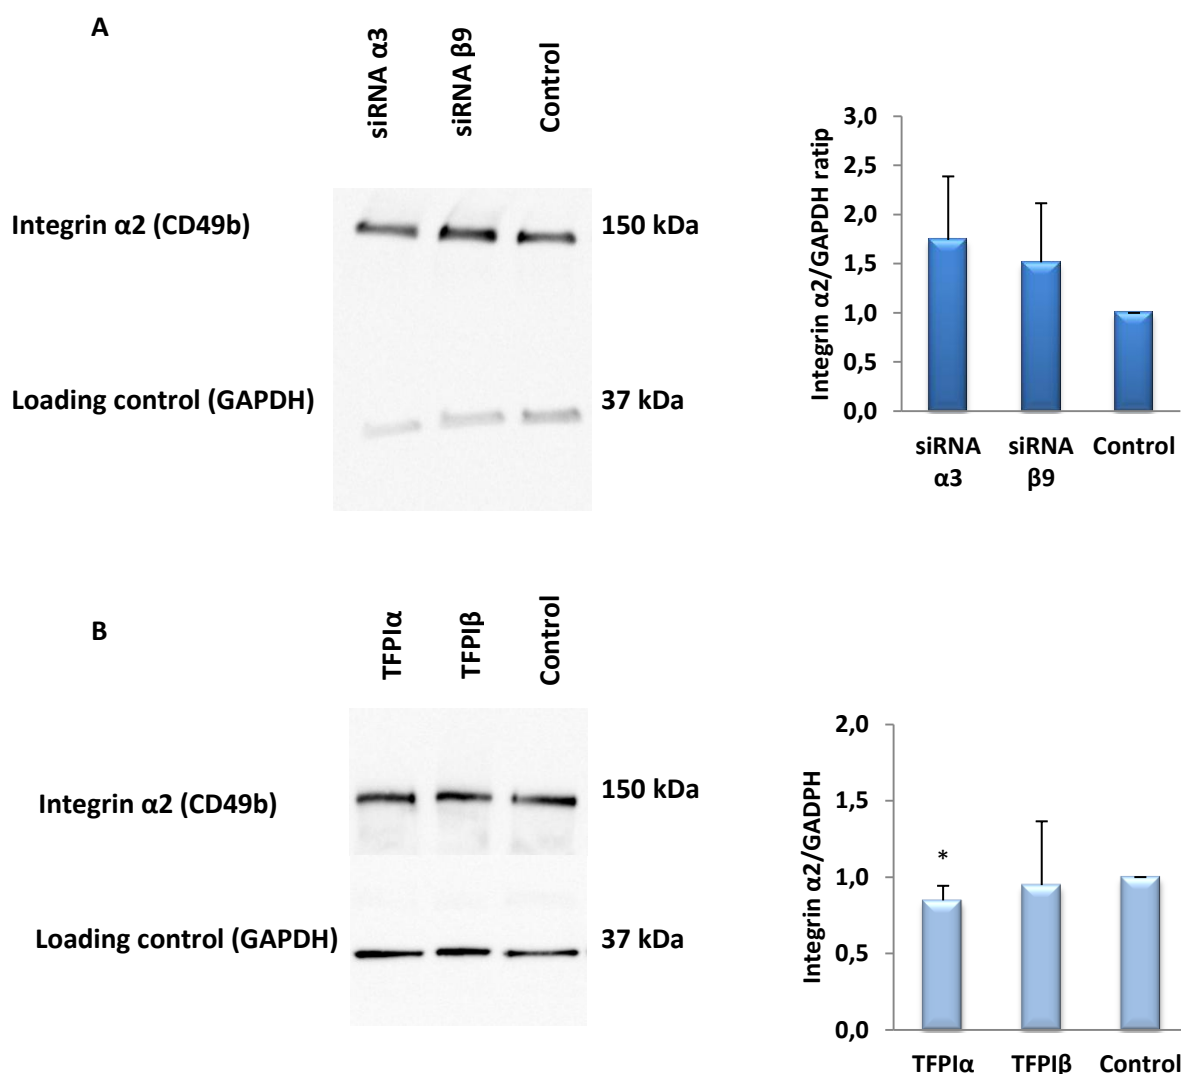 A
siRNA α3
siRNA β9
Control
Integrin α2 (CD49b)
150 kDa
Loading control (GAPDH)
37 kDa
Integrin α2/GAPDH ratip
3,0
2,5
2,0
1,5
1,0
0,5
0,0
siRNA
α3
siRNA
β9
Control
B
TFPIα
TFPIβ
Control
Integrin α2 (CD49b)
150 kDa
Loading control (GAPDH)
37 kDa
Integrin α2/GADPH
2,0
1,5
1,0
0,5
0,0
*
TFPIα
TFPIβ
Control